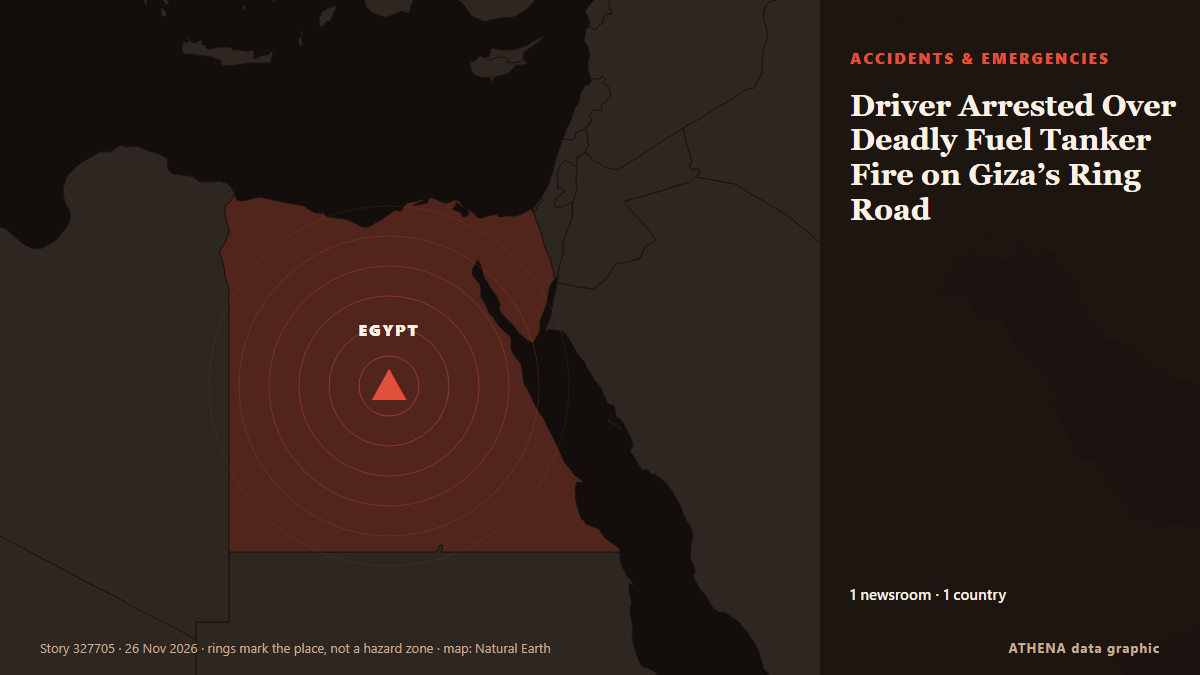 ACCIDENTS & EMERGENCIES
Driver Arrested Over
Deadly Fuel Tanker
Fire on Giza’s Ring
Road
EGYPT
1 newsroom · 1 country
Story 327705 · 26 Nov 2026 · rings mark the place, not a hazard zone · map: Natural Earth
ATHENA data graphic